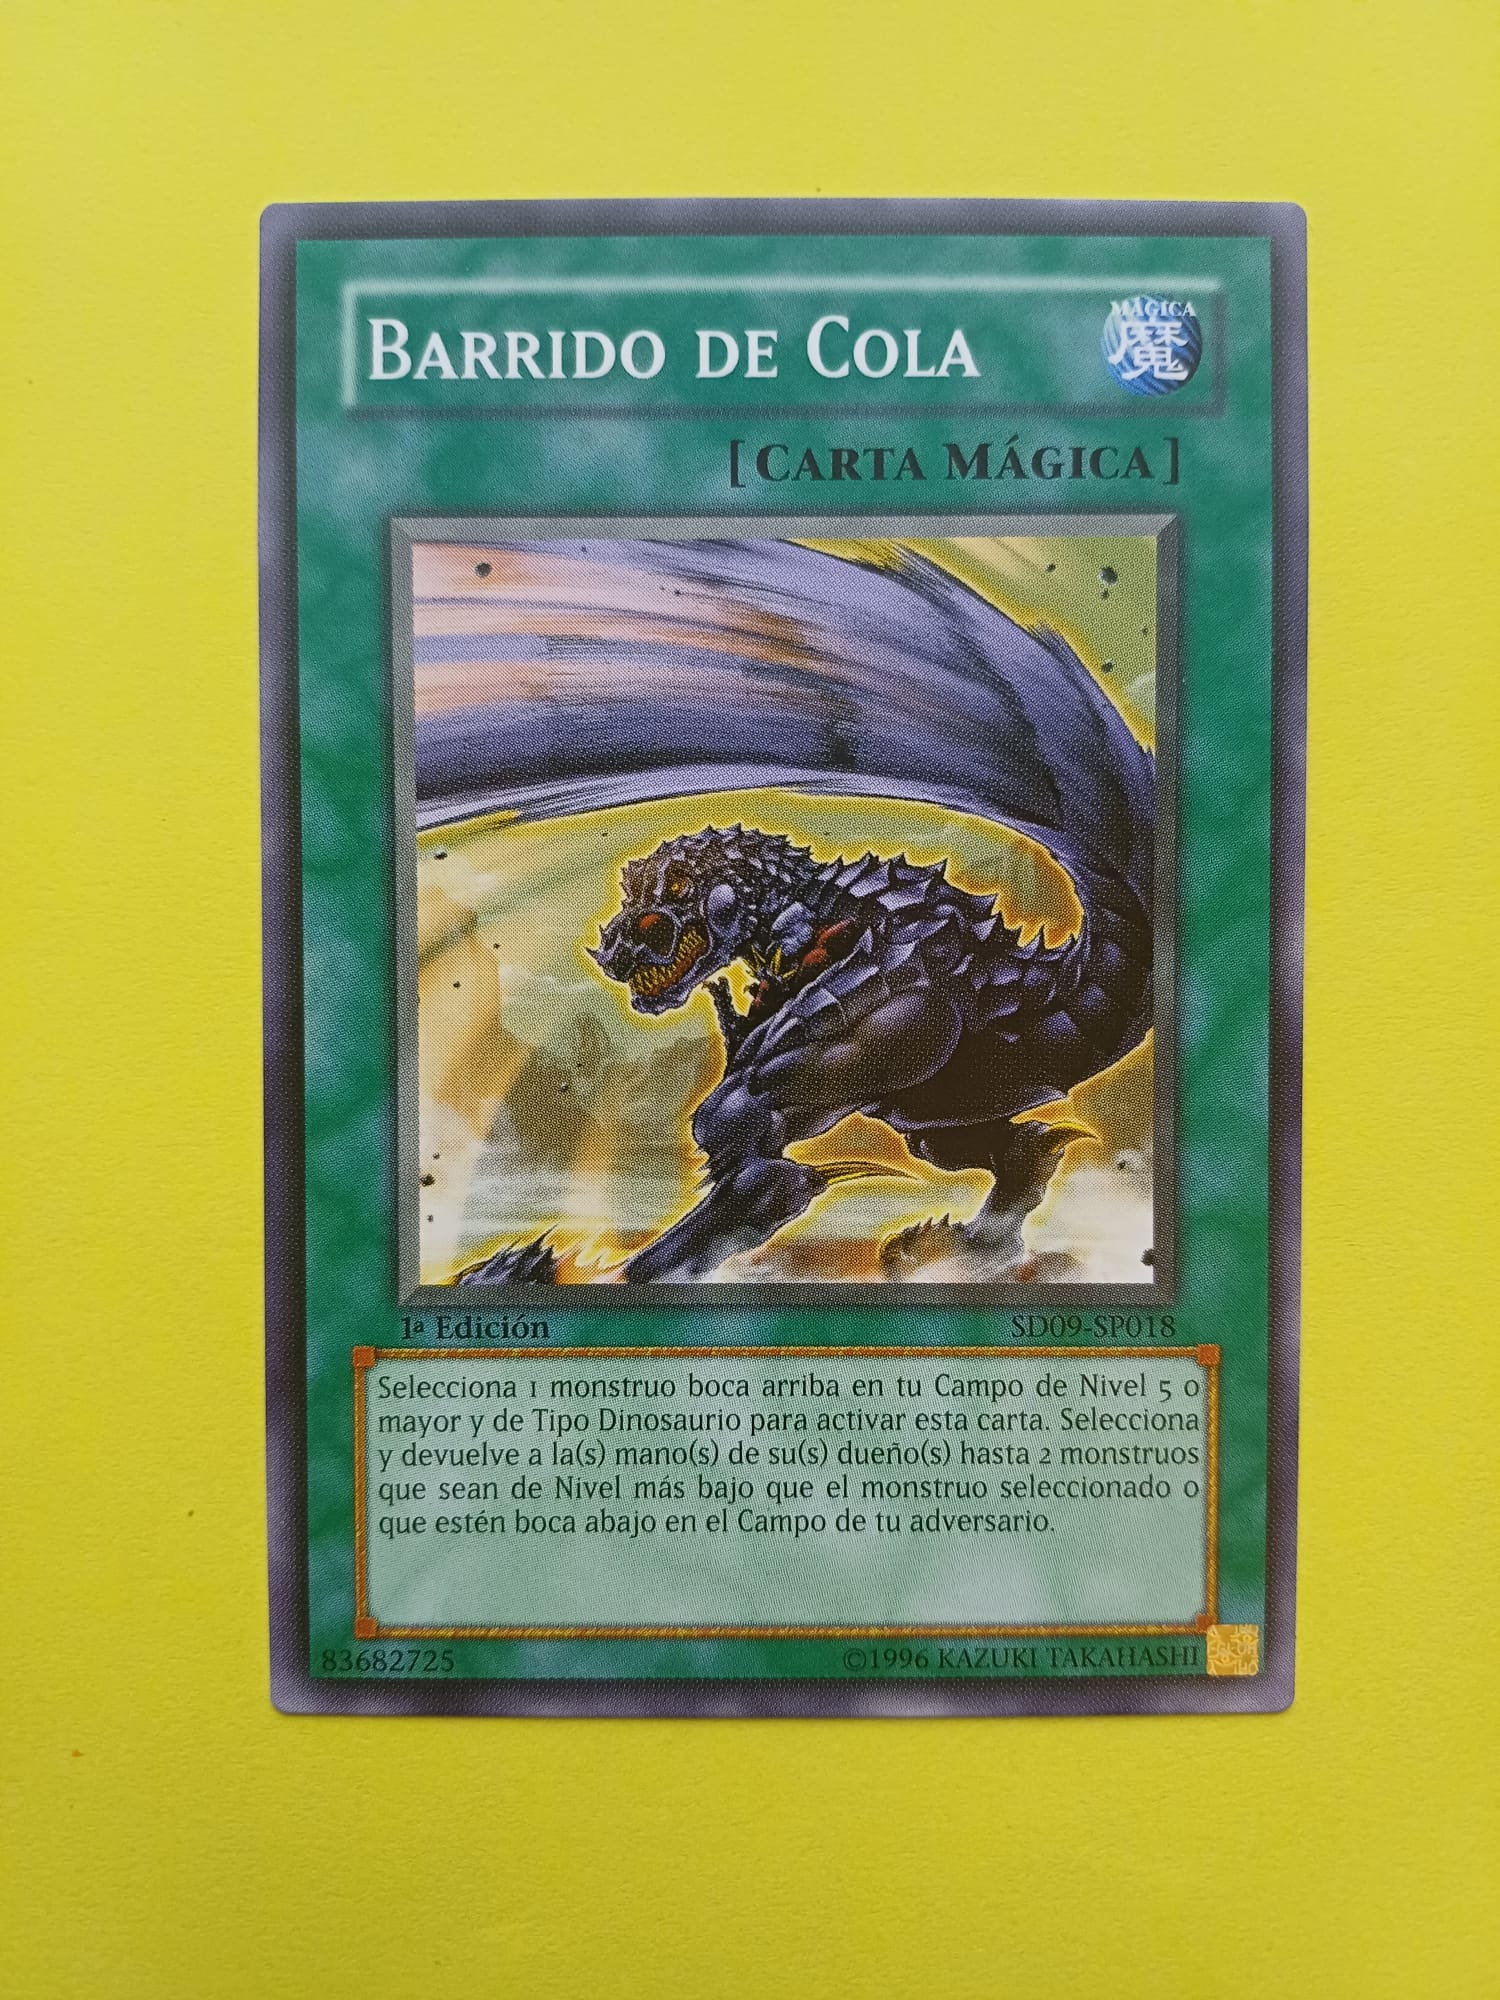 BARRIDO DE COLA
MÁGICA
魔
[CARTA MÁGICA]
1ª Edición
SD09-SP018
Selecciona 1 monstruo boca arriba en tu Campo de Nivel 5 o
mayor y de Tipo Dinosaurio para activar esta carta. Selecciona
y devuelve a la(s) mano(s) de su(s) dueño(s) hasta 2 monstruos
que sean de Nivel más bajo que el monstruo seleccionado o
que estén boca abajo en el Campo de tu adversario.
83682725
©1996 KAZUKI TAKAHASHI